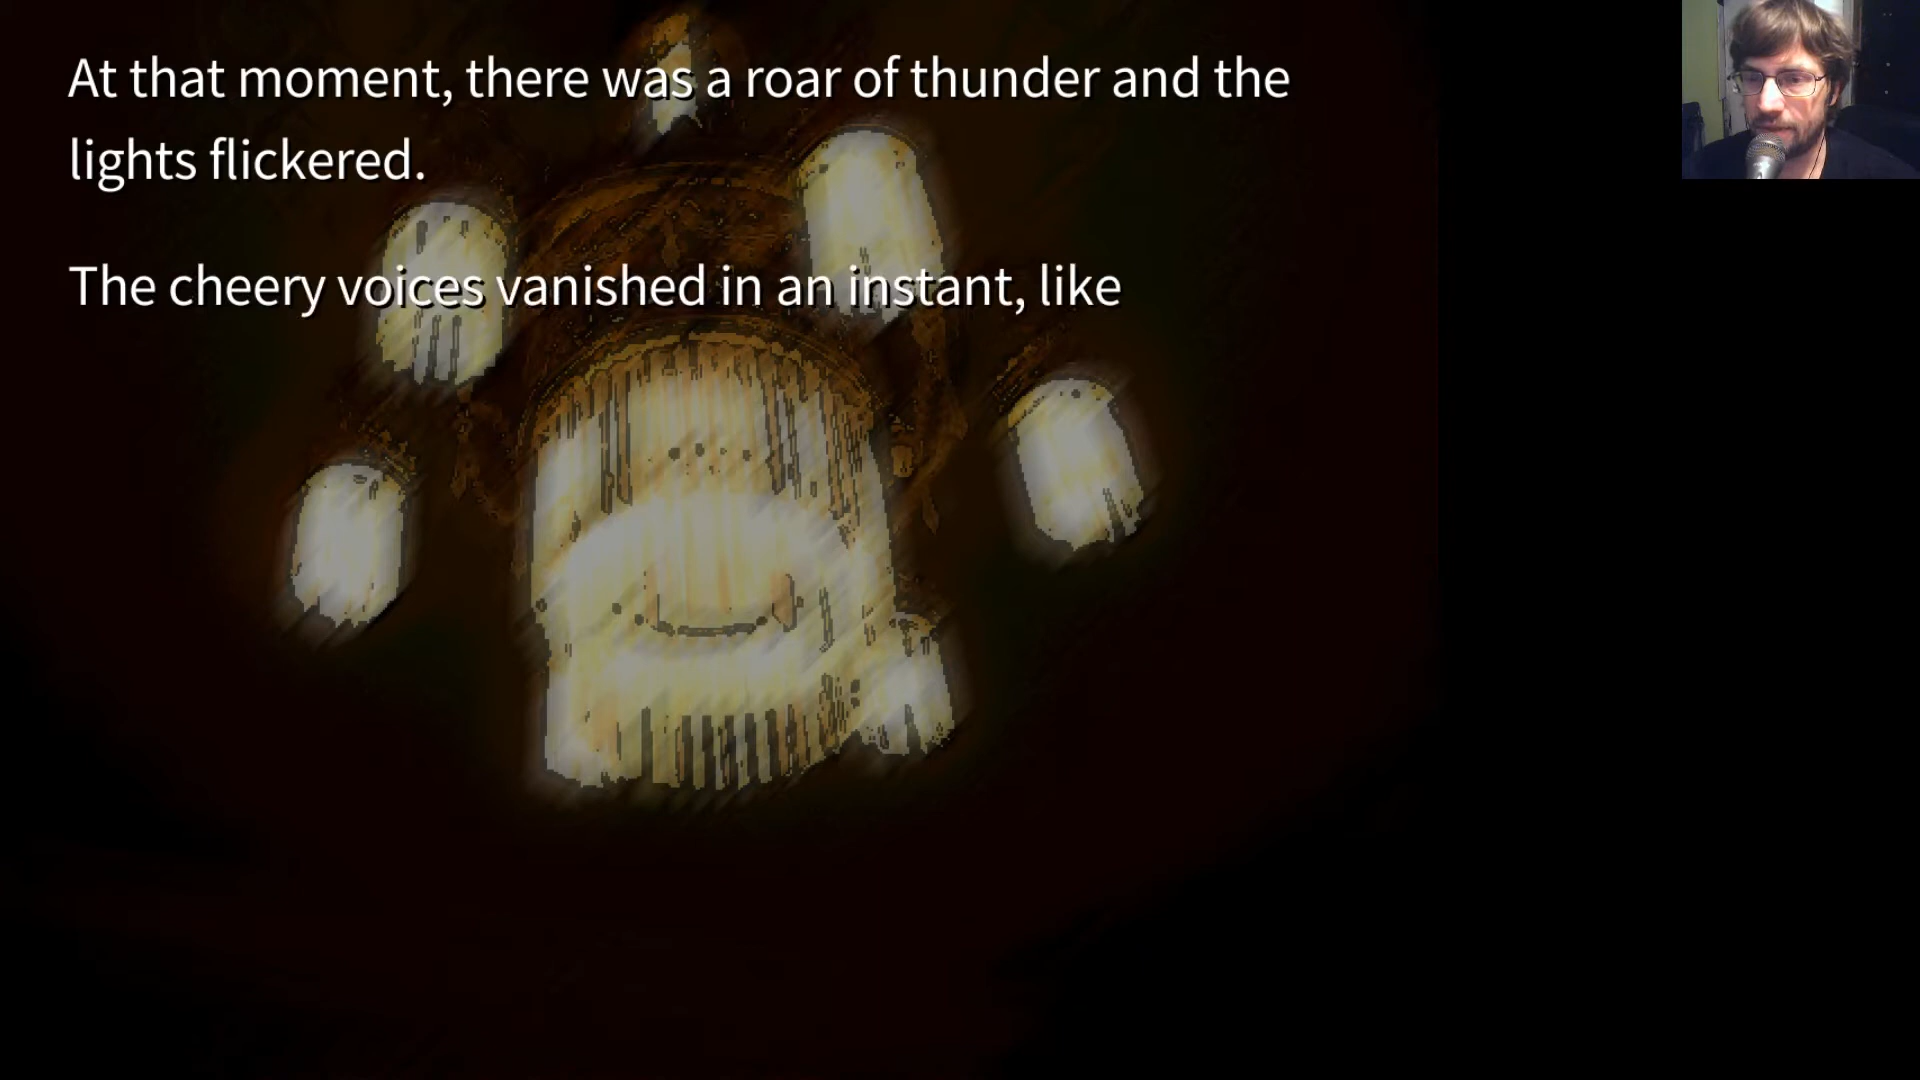 At that moment, there was a roar of thunder and the
lights flickered.
The cheery voices vanished in an instant, like